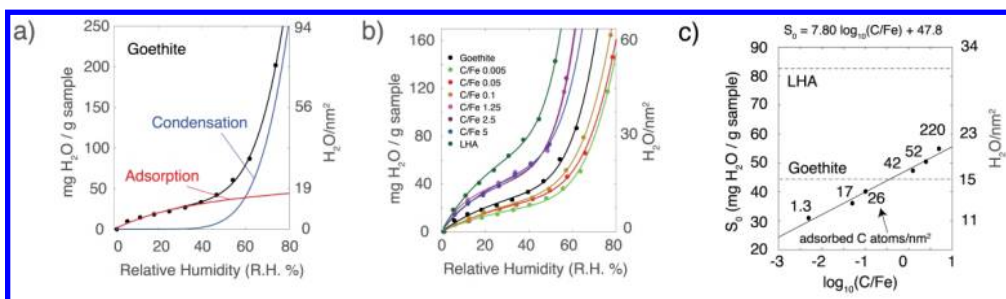 a)
Goethite
Condensation
Adsorption
mg H2O / g sample
250
200
150
100
50
0
94
75
56
38
19
0
H2O/nm2
0 20 40 60 80
Relative Humidity (R.H. %)
b)
Goethite
C/Fe 0.005
C/Fe 0.05
C/Fe 0.1
C/Fe 1.25
C/Fe 2.5
C/Fe 5
LHA
mg H2O / g sample
160
120
80
40
0
60
30
0
H2O/nm2
0 20 40 60 80
Relative Humidity (R.H. %)
c)
S0 = 7.80 log10(C/Fe) + 47.8
S0 (mg H2O / g sample)
90
80
70
60
50
40
30
20
34
23
15
11
H2O/nm2
LHA
Goethite
1.3
17
26
42
52
220
adsorbed C atoms/nm2
-3 -2 -1 0 1
log10(C/Fe)